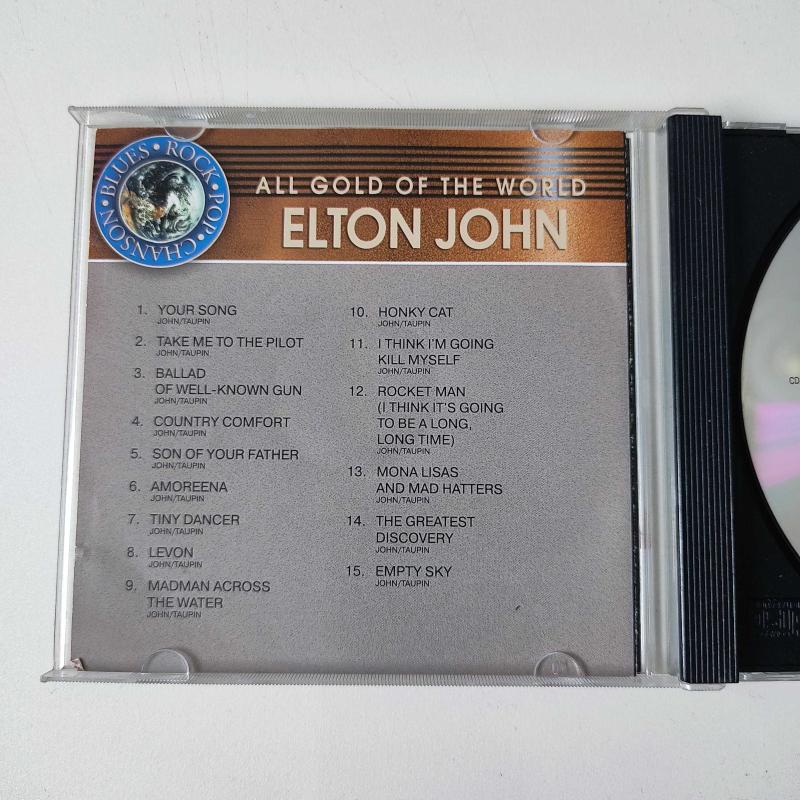 BLUES • ROCK • POP • CHANSON •
ALL GOLD OF THE WORLD
ELTON JOHN
1. YOUR SONG
JOHN/TAUPIN
2. TAKE ME TO THE PILOT
JOHN/TAUPIN
3. BALLAD
OF WELL-KNOWN GUN
JOHN/TAUPIN
4. COUNTRY COMFORT
JOHN/TAUPIN
5. SON OF YOUR FATHER
JOHN/TAUPIN
6. AMOREENA
JOHN/TAUPIN
7. TINY DANCER
JOHN/TAUPIN
8. LEVON
JOHN/TAUPIN
9. MADMAN ACROSS
THE WATER
JOHN/TAUPIN
10. HONKY CAT
JOHN/TAUPIN
11. I THINK I'M GOING
KILL MYSELF
JOHN/TAUPIN
12. ROCKET MAN
(I THINK IT'S GOING
TO BE A LONG,
LONG TIME)
JOHN/TAUPIN
13. MONA LISAS
AND MAD HATTERS
JOHN/TAUPIN
14. THE GREATEST
DISCOVERY
JOHN/TAUPIN
15. EMPTY SKY
JOHN/TAUPIN
CD